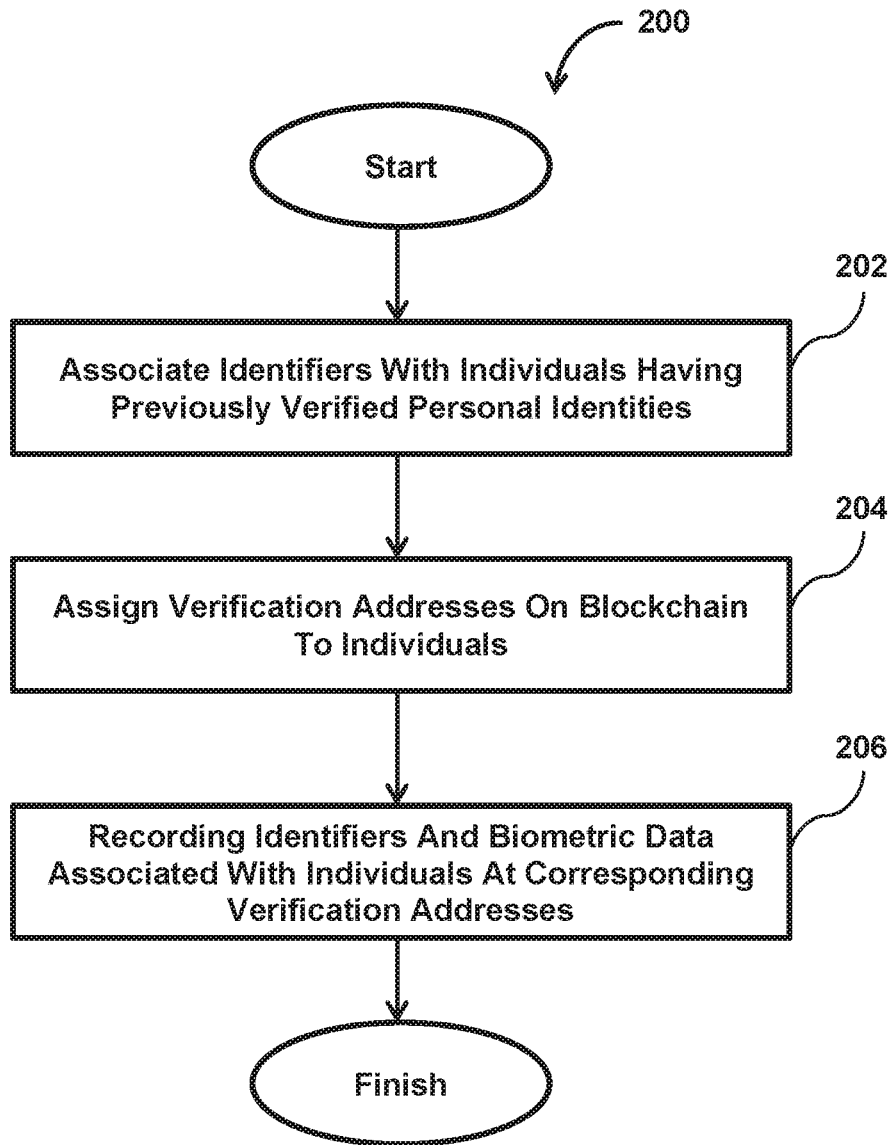 200
Start
202
Associate Identifiers With Individuals Having
Previously Verified Personal Identities
204
Assign Verification Addresses On Blockchain
To Individuals
206
Recording Identifiers And Biometric Data
Associated With Individuals At Corresponding
Verification Addresses
Finish